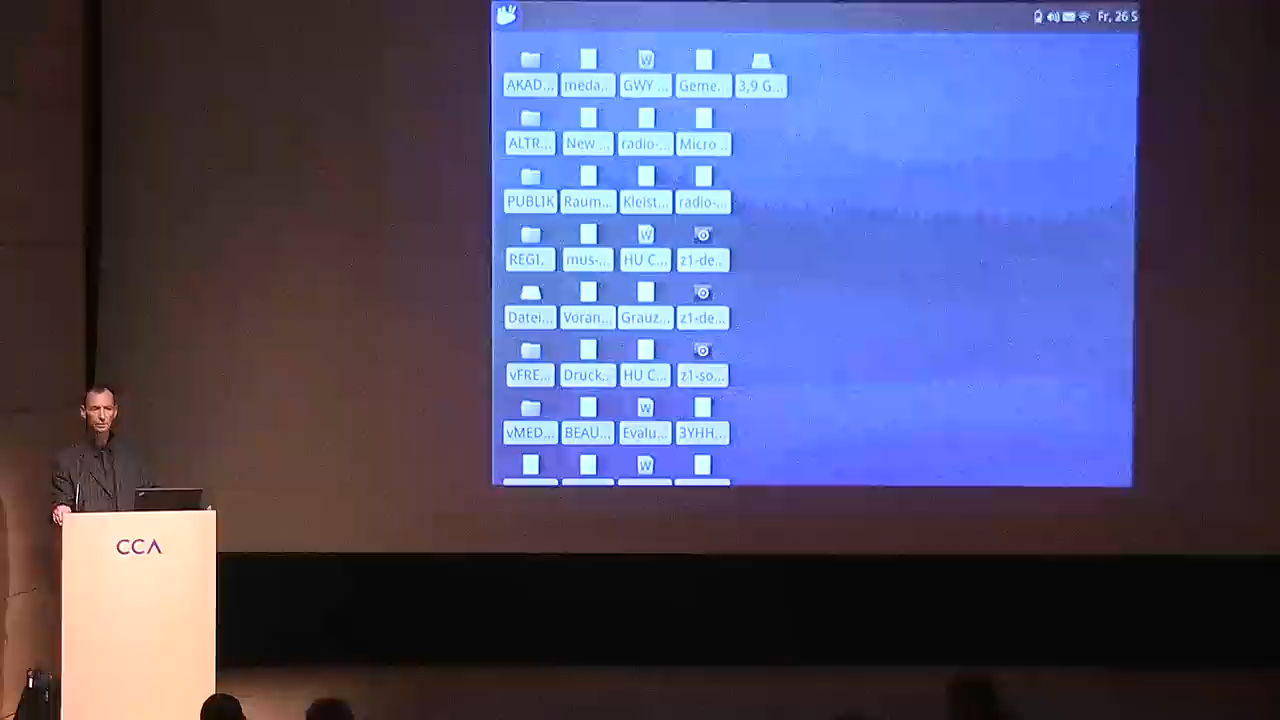 Fr, 26 S
AKAD... meda... GWY ... Geme... 3,9 G...
ALTR... New ... radio-... Micro ...
PUBLIK Raum... Kleist... radio-...
REGI... mus-... HU C... z1-de...
Datei... Voran... Grauz... z1-de...
vFRE... Druck... HU C... z1-so...
vMED... BEAU... Evalu... 3YHH...
W
CCA